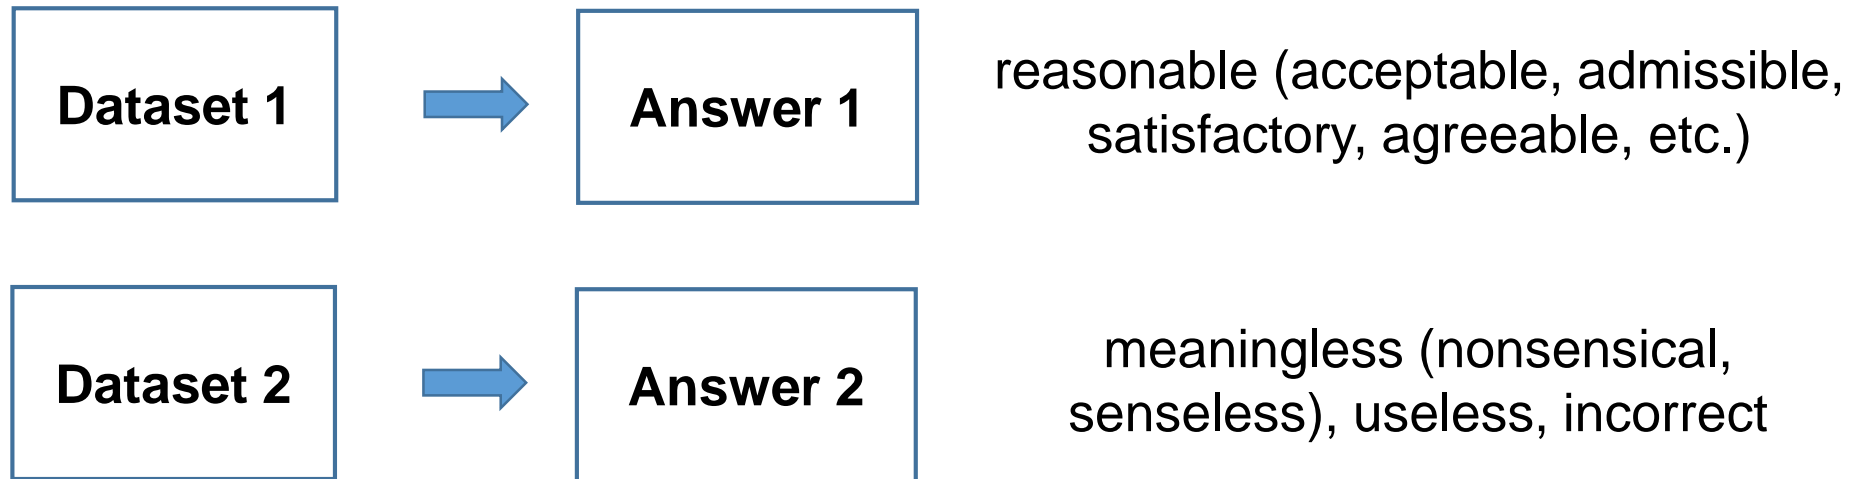 Dataset 1
Answer 1
reasonable (acceptable, admissible,
satisfactory, agreeable, etc.)
Dataset 2
Answer 2
meaningless (nonsensical,
senseless), useless, incorrect